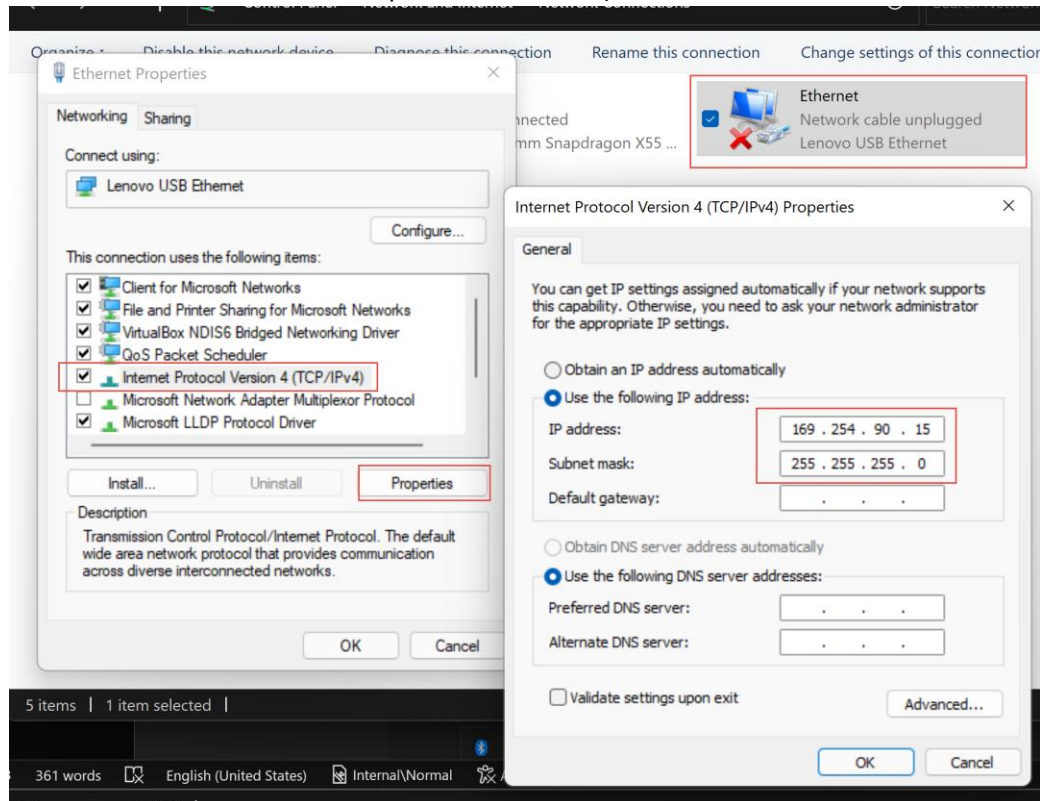 Control Panel Network and Internet Network Connections
Organize Disable this network device Diagnose this connection Rename this connection Change settings of this connection
Ethernet Properties
Networking Sharing
Connect using:
Lenovo USB Ethernet
Configure...
This connection uses the following items:
Client for Microsoft Networks
File and Printer Sharing for Microsoft Networks
VirtualBox NDIS6 Bridged Networking Driver
QoS Packet Scheduler
Internet Protocol Version 4 (TCP/IPv4)
Microsoft Network Adapter Multiplexor Protocol
Microsoft LLDP Protocol Driver
Install... Uninstall Properties
Description
Transmission Control Protocol/Internet Protocol. The default
wide area network protocol that provides communication
across diverse interconnected networks.
OK Cancel
Snapdragon X55 ...
Ethernet
Network cable unplugged
Lenovo USB Ethernet
Internet Protocol Version 4 (TCP/IPv4) Properties
General
You can get IP settings assigned automatically if your network supports
this capability. Otherwise, you need to ask your network administrator
for the appropriate IP settings.
Obtain an IP address automatically
Use the following IP address:
IP address: 169 . 254 . 90 . 15
Subnet mask: 255 . 255 . 255 . 0
Default gateway: . . .
Obtain DNS server address automatically
Use the following DNS server addresses:
Preferred DNS server: . . .
Alternate DNS server: . . .
Validate settings upon exit
Advanced...
OK Cancel
5 items | 1 item selected |
361 words English (United States) Internal\Normal